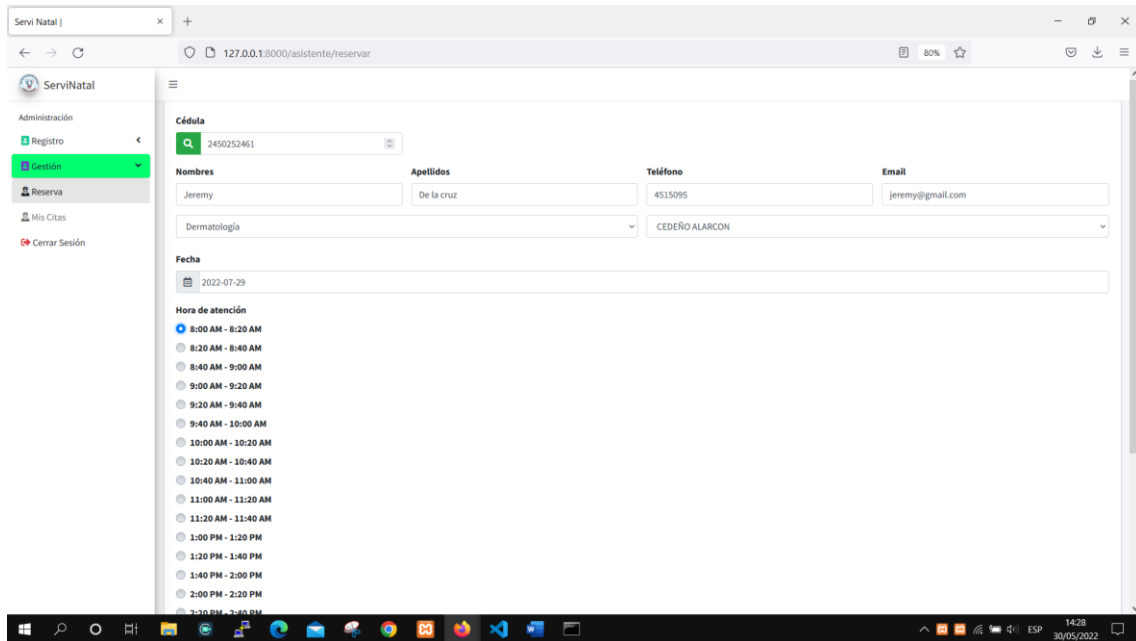 Servi Natal |
127.0.0.1:8000/asistente/reservar
80%
ServiNatal
Administración
Registro
Gestión
Reserva
Mis Citas
Cerrar Sesión
Cédula
2450252461
Nombres Apellidos Teléfono Email
Jeremy De la cruz 4515095 jeremy@gmail.com
Dermatología CEDEÑO ALARCON
Fecha
2022-07-29
Hora de atención
8:00 AM - 8:20 AM
8:20 AM - 8:40 AM
8:40 AM - 9:00 AM
9:00 AM - 9:20 AM
9:20 AM - 9:40 AM
9:40 AM - 10:00 AM
10:00 AM - 10:20 AM
10:20 AM - 10:40 AM
10:40 AM - 11:00 AM
11:00 AM - 11:20 AM
11:20 AM - 11:40 AM
1:00 PM - 1:20 PM
1:20 PM - 1:40 PM
1:40 PM - 2:00 PM
2:00 PM - 2:20 PM
2:20 PM - 2:40 PM
ESP
14:28
30/05/2022